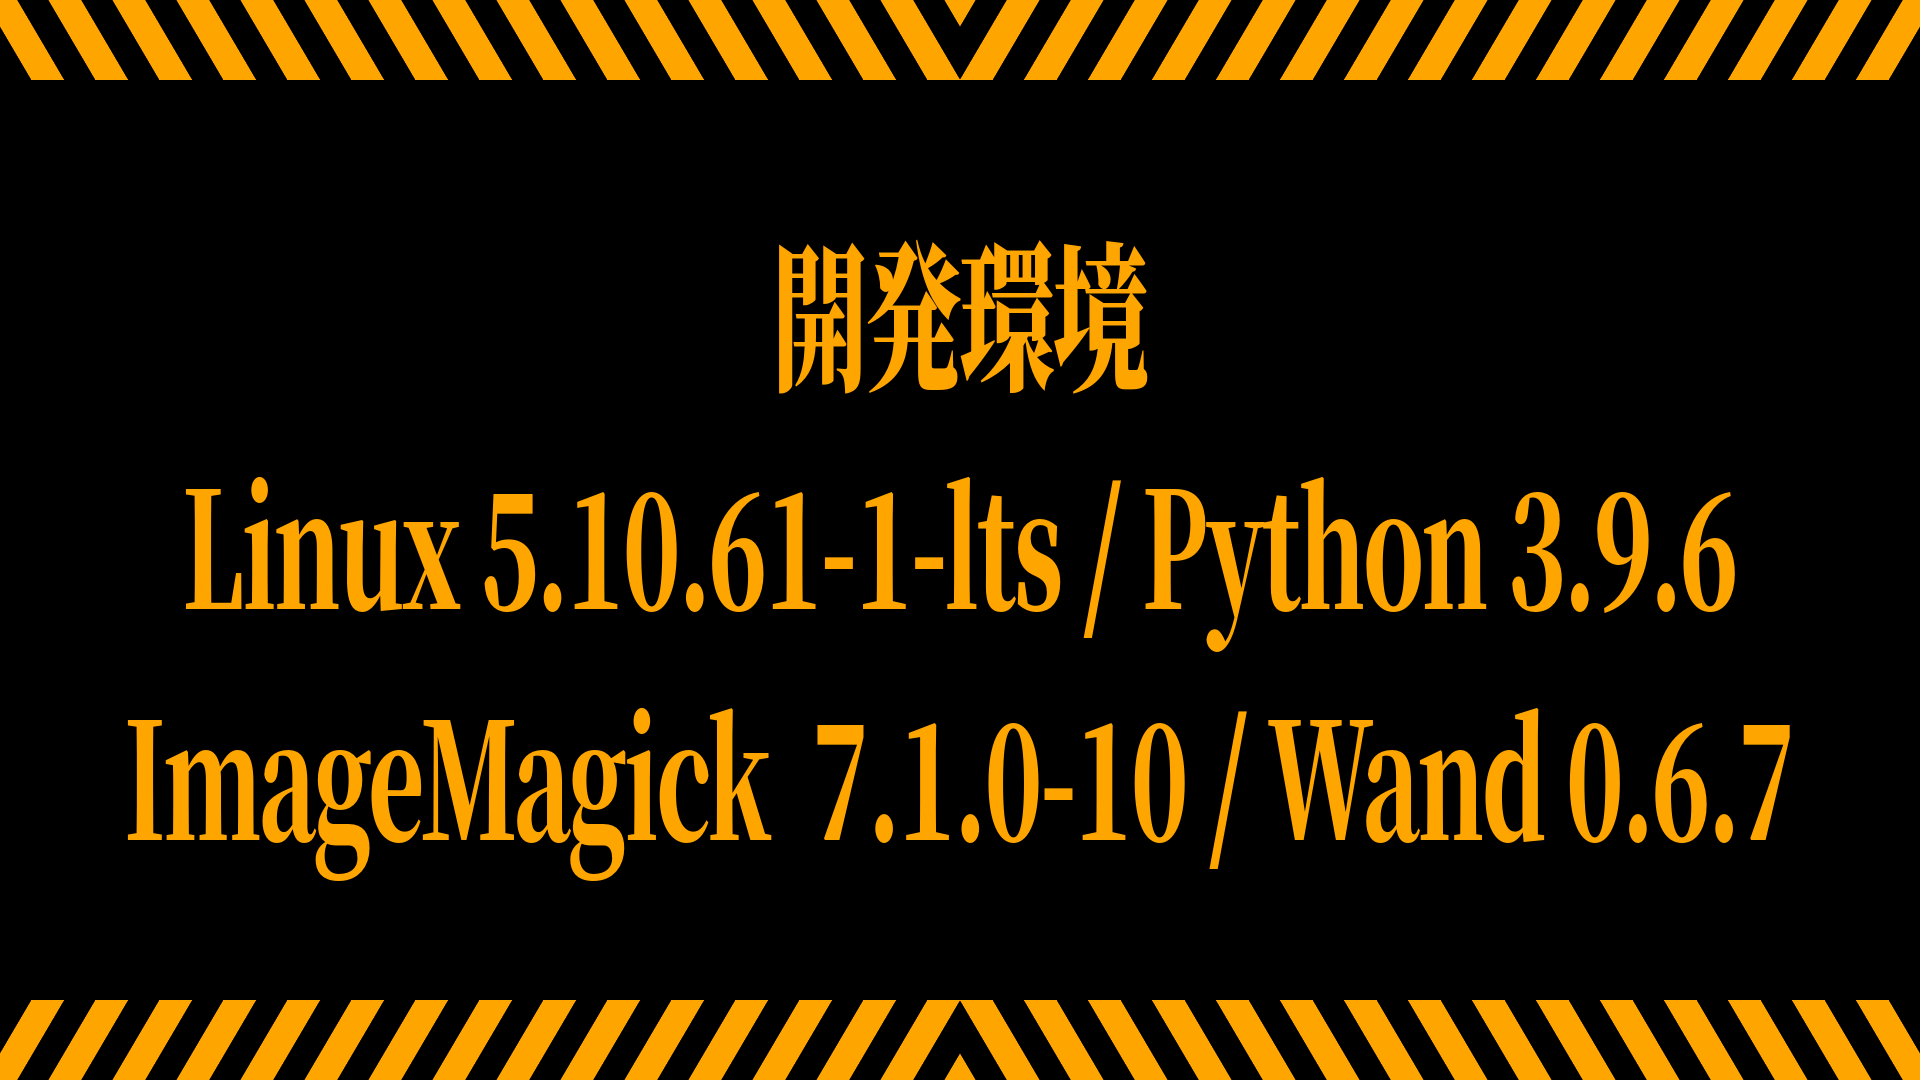 開発環境
Linux 5.10.61-1-lts / Python 3.9.6
ImageMagick  7.1.0-10 / Wand 0.6.7